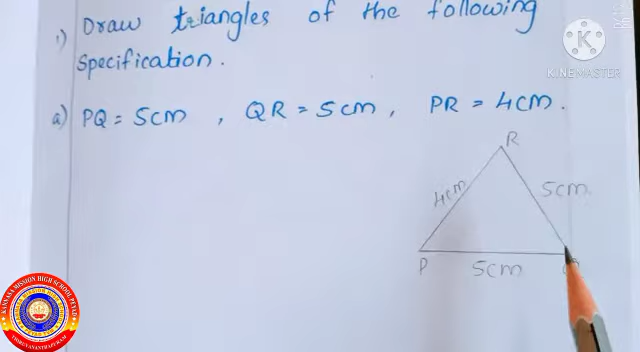 1) Draw triangles of the following
Specification.
a) PQ = 5cm , QR = 5cm , PR = 4cm .
KINEMASTER
R
4cm 5cm
P 5cm